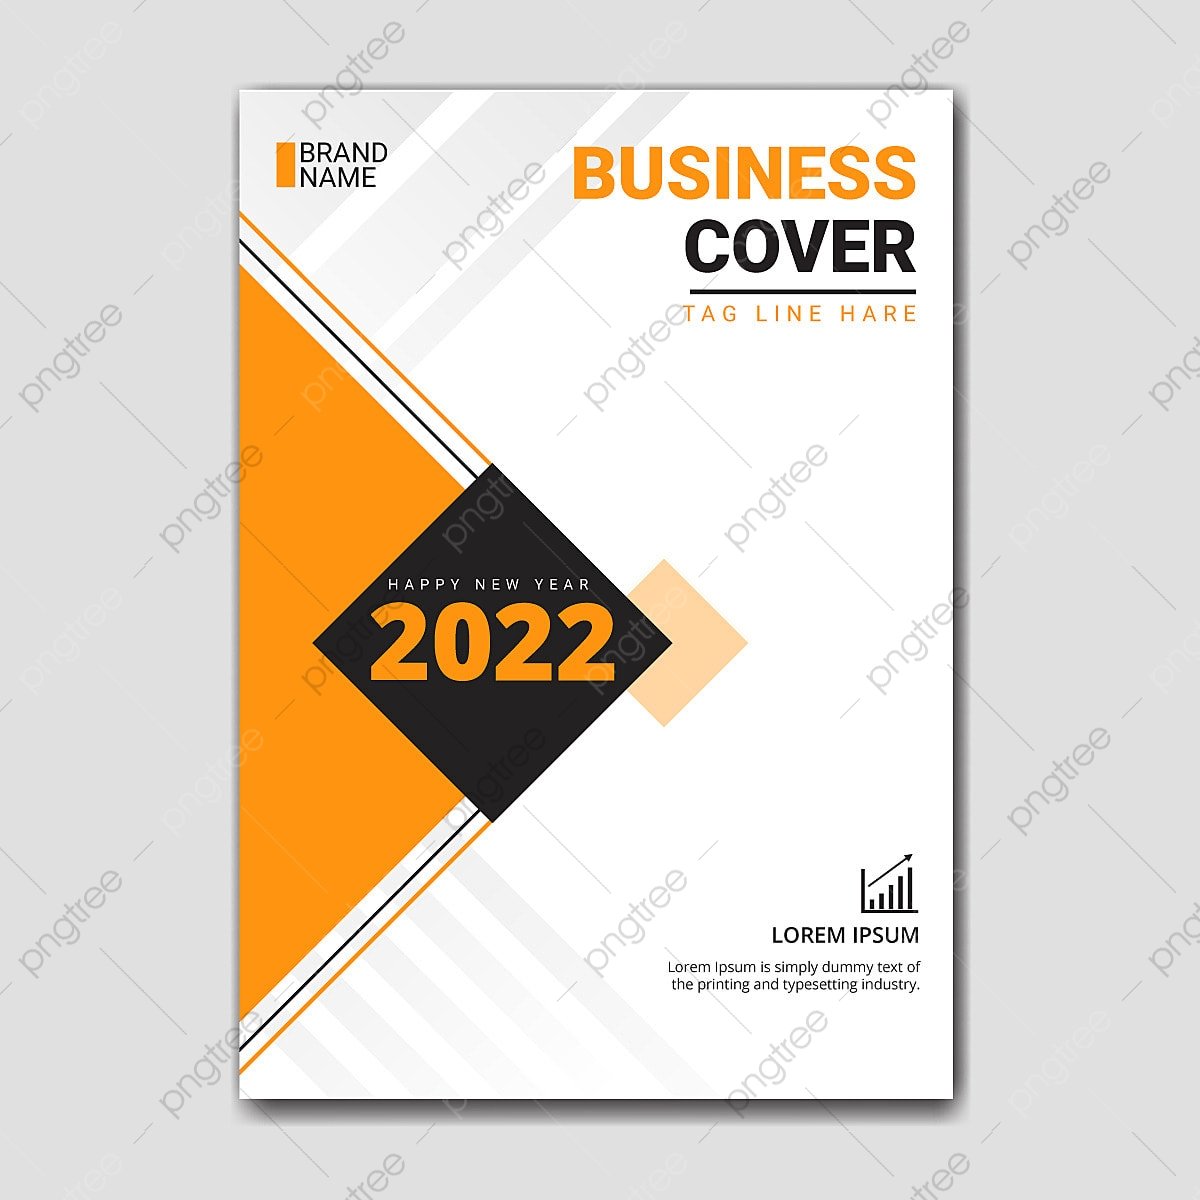 BRAND
NAME
BUSINESS
COVER
TAG LINE HARE
HAPPY NEW YEAR
2022
LOREM IPSUM
Lorem Ipsum is simply dummy text of
the printing and typesetting industry.
pngtree